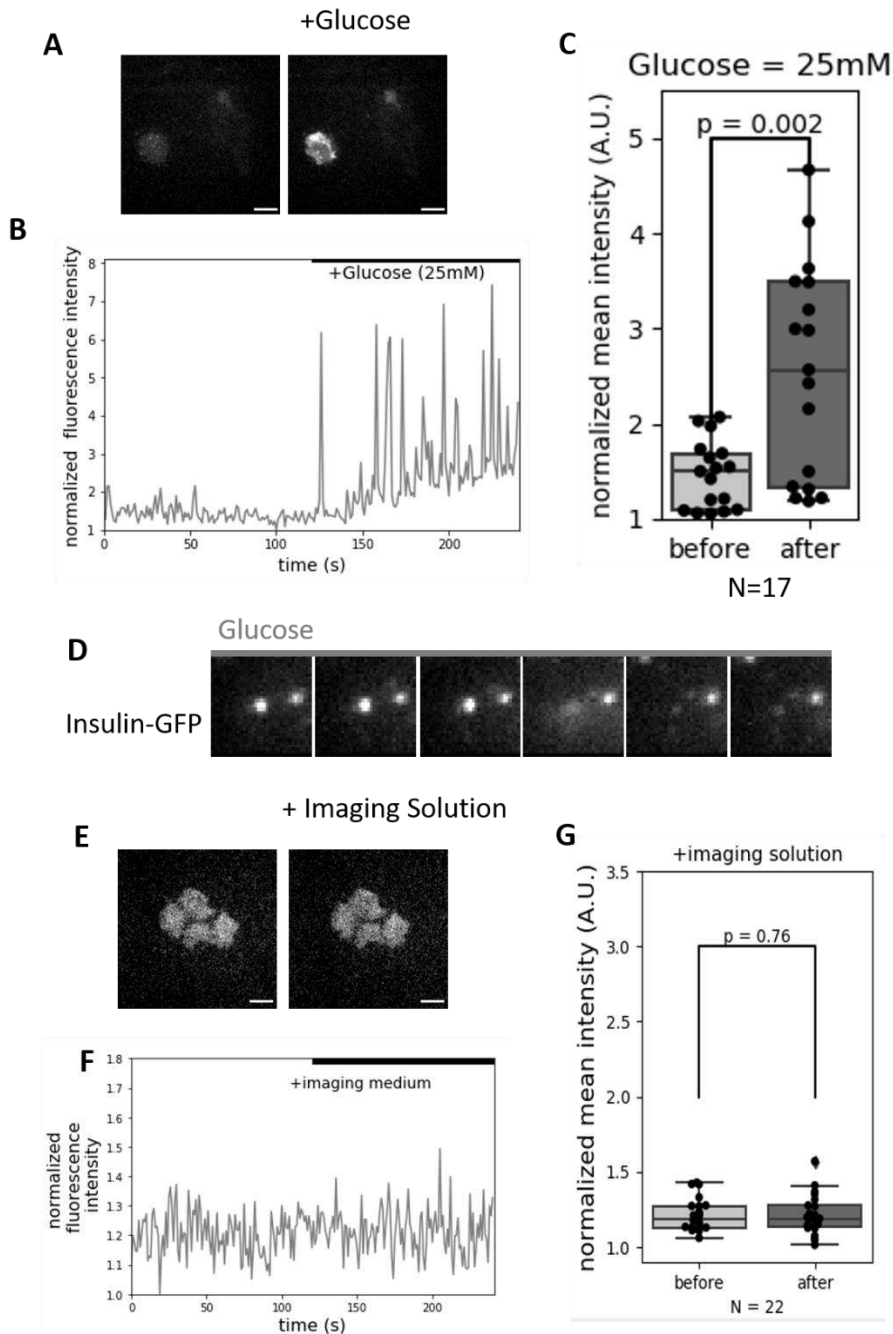 +Glucose
A
C
Glucose = 25mM
p = 0.002
normalized mean intensity (A.U.)
5
4
3
2
1
before
after
N=17
B
+Glucose (25mM)
normalized fluorescence intensity
8
7
6
5
4
3
2
1
0
50
100
150
200
time (s)
D
Glucose
Insulin-GFP
+ Imaging Solution
E
G
+imaging solution
p = 0.76
normalized mean intensity (A.U.)
3.5
3.0
2.5
2.0
1.5
1.0
before
after
N = 22
F
+imaging medium
normalized
fluorescence
intensity
1.8
1.7
1.6
1.5
1.4
1.3
1.2
1.1
1.0
0
50
100
150
200
time (s)